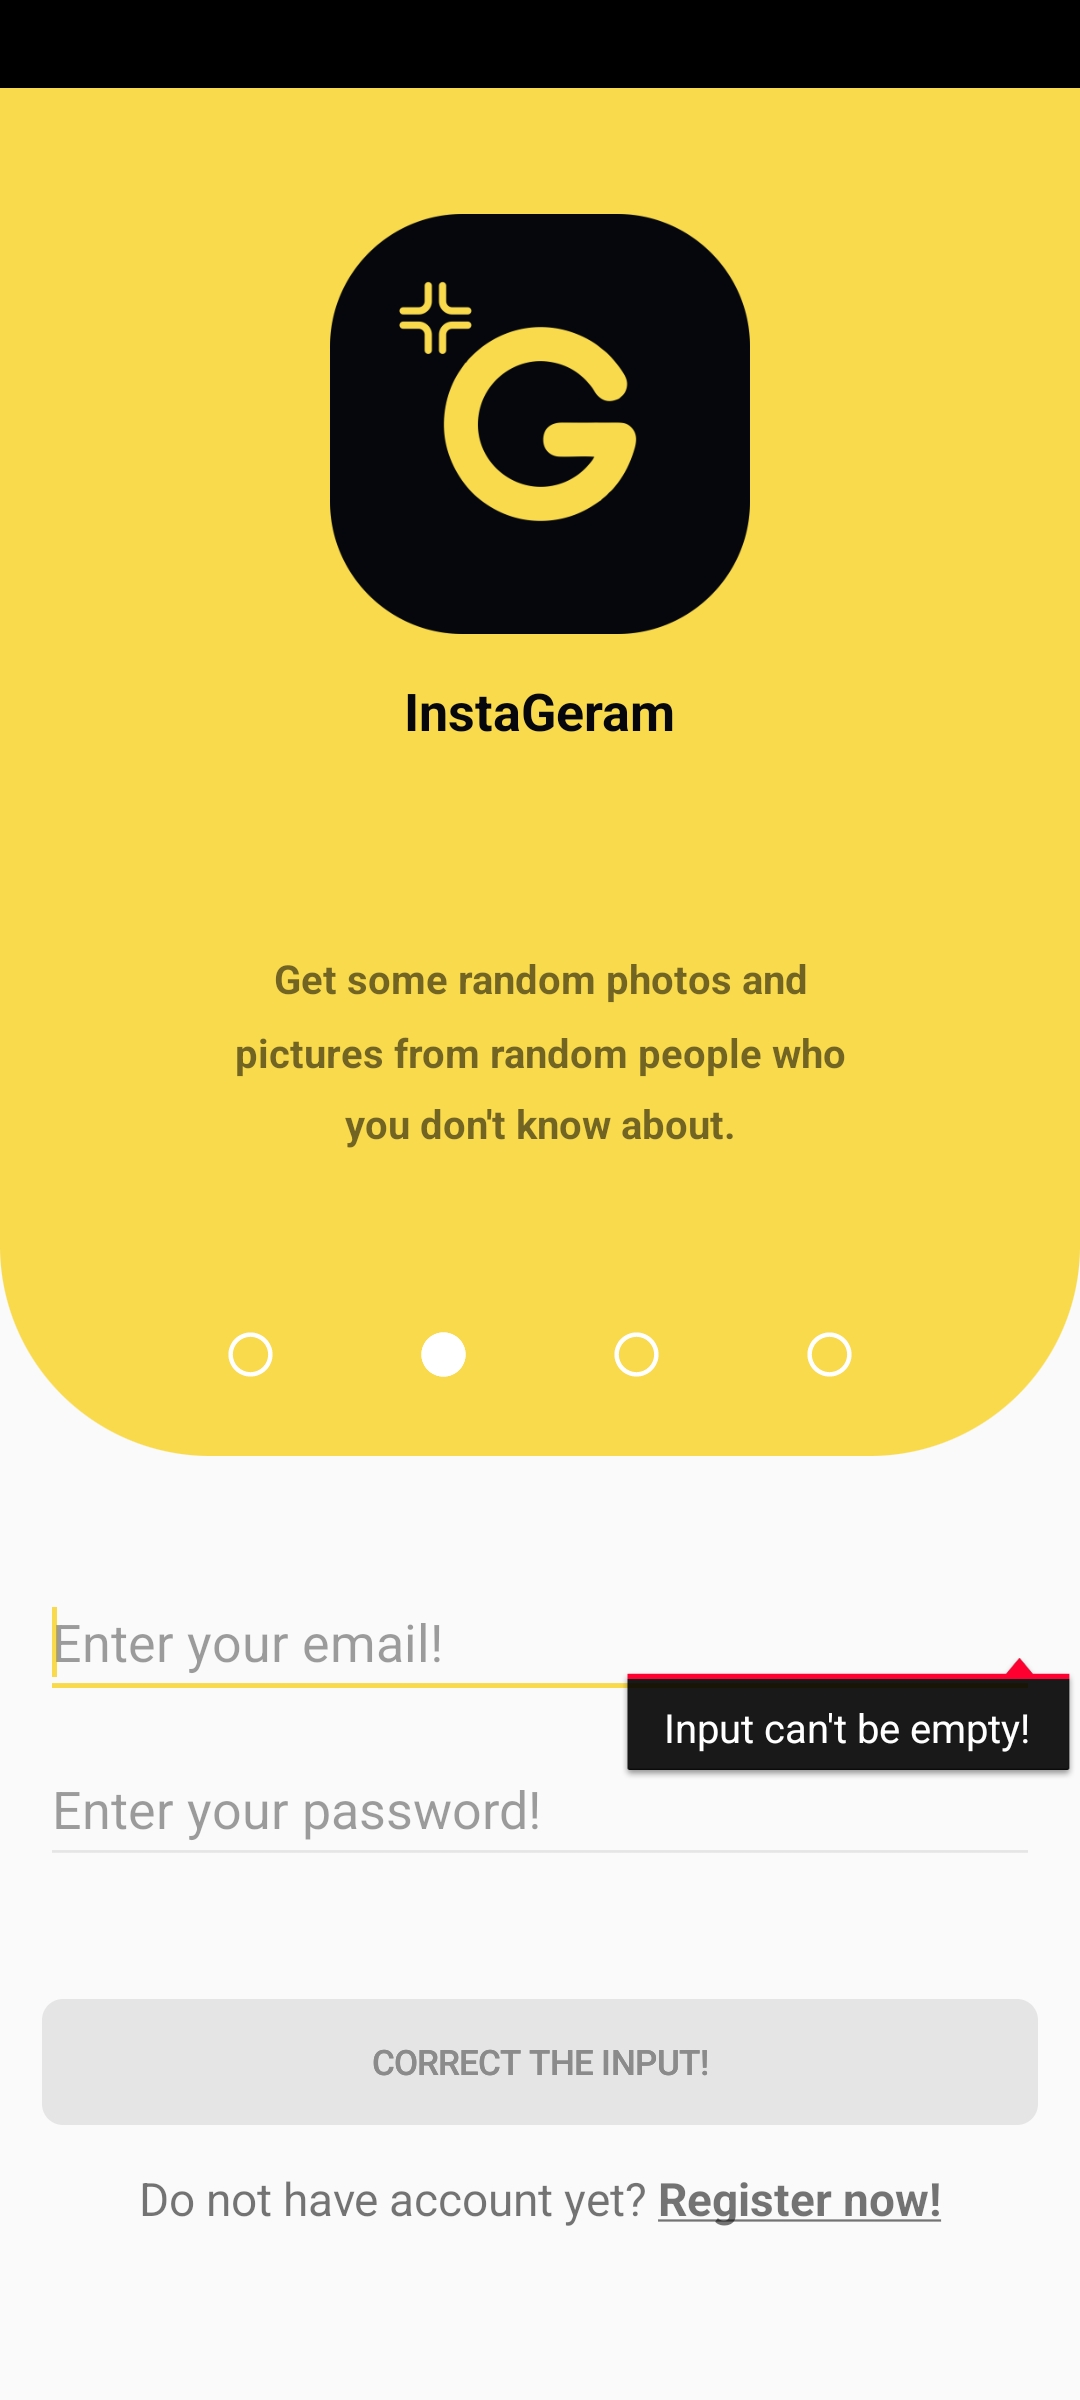 G
InstaGeram
Get some random photos and
pictures from random people who
you don't know about.
Enter your email!
Input can't be empty!
Enter your password!
CORRECT THE INPUT!
Do not have account yet? Register now!